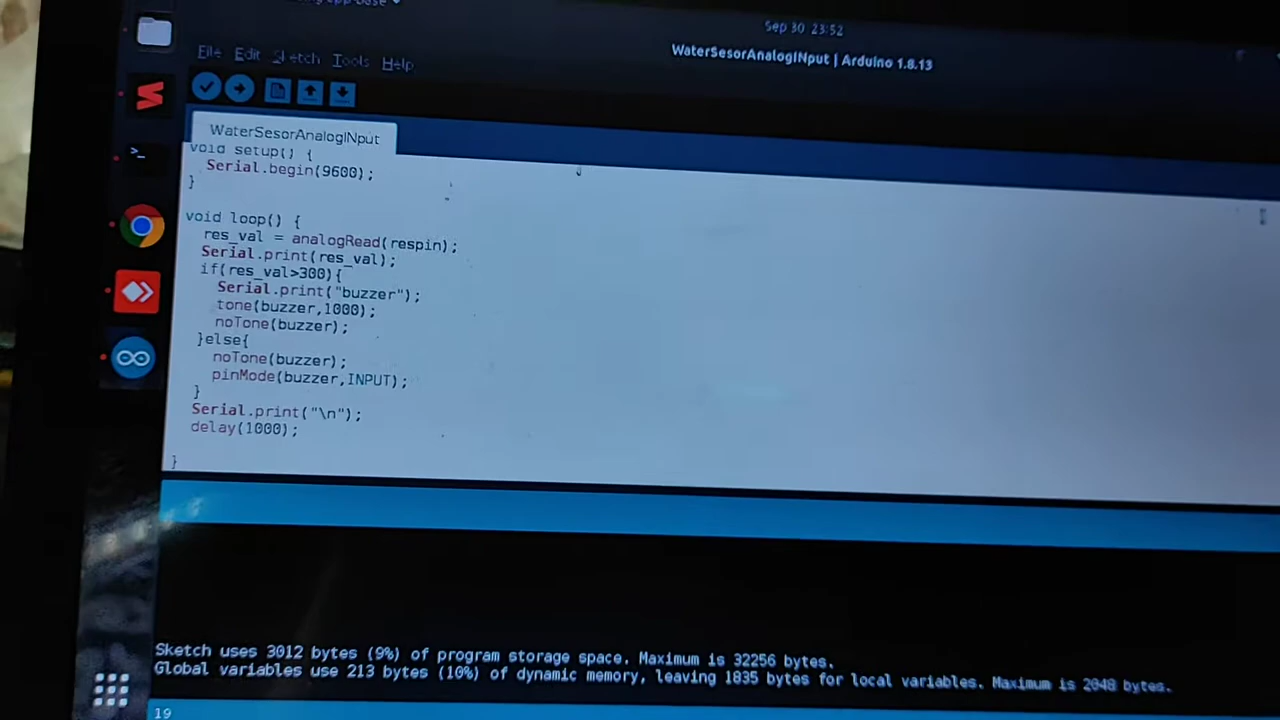 Sep 30 23:52
WaterSesorAnalogINput | Arduino 1.8.13
File Edit Sketch Tools Help
WaterSesorAnalogINput
void setup() {
Serial.begin(9600);
}
void loop() {
res_val = analogRead(respin);
Serial.print(res_val);
if(res_val>300){
Serial.print("buzzer");
tone(buzzer,1000);
noTone(buzzer);
}else{
noTone(buzzer);
pinMode(buzzer,INPUT);
}
Serial.print("\n");
delay(1000);
}
Sketch uses 3012 bytes (9%) of program storage space. Maximum is 32256 bytes.
Global variables use 213 bytes (10%) of dynamic memory, leaving 1835 bytes for local variables. Maximum is 2048 bytes.
19